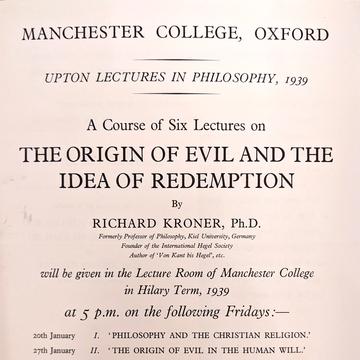 MANCHESTER COLLEGE, OXFORD
UPTON LECTURES IN PHILOSOPHY, 1939
A Course of Six Lectures on
THE ORIGIN OF EVIL AND THE
IDEA OF REDEMPTION
By
RICHARD KRONER, Ph.D.
Formerly Professor of Philosophy, Kiel University, Germany
Founder of the International Hegel Society
Author of 'Von Kant bis Hegel', etc.
will be given in the Lecture Room of Manchester College
in Hilary Term, 1939
at 5 p.m. on the following Fridays:—
20th January I. 'PHILOSOPHY AND THE CHRISTIAN RELIGION.'
27th January II. 'THE ORIGIN OF EVIL IN THE HUMAN WILL.'